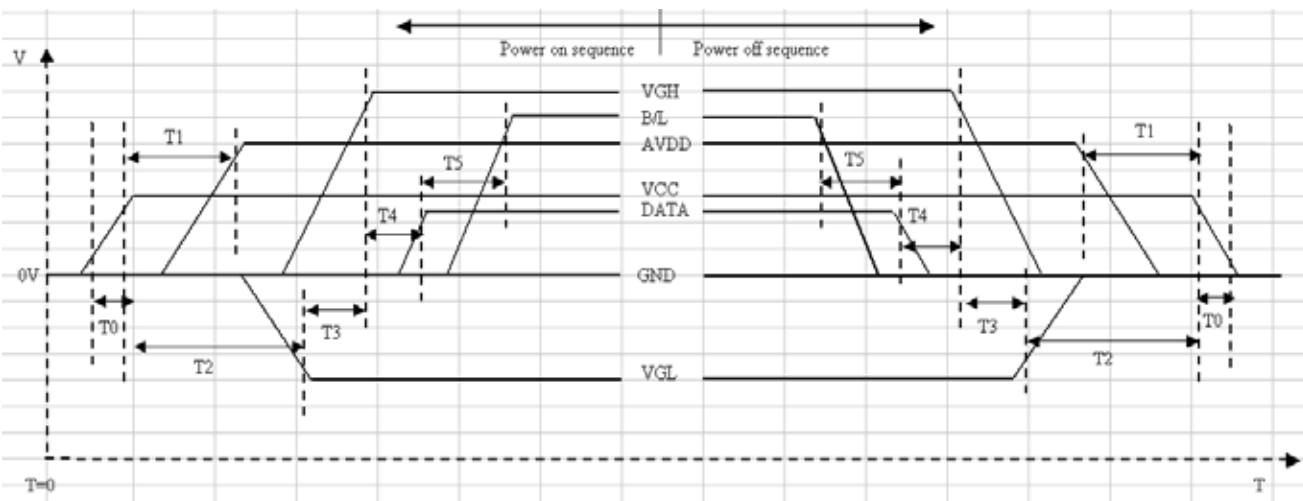 Power on sequence
Power off sequence
V
VGH
B/L
AVDD
T1
T1
T5
T5
VCC
DATA
T4
T4
0V
GND
T0
T3
T3
T0
T2
T2
VGL
T=0
T